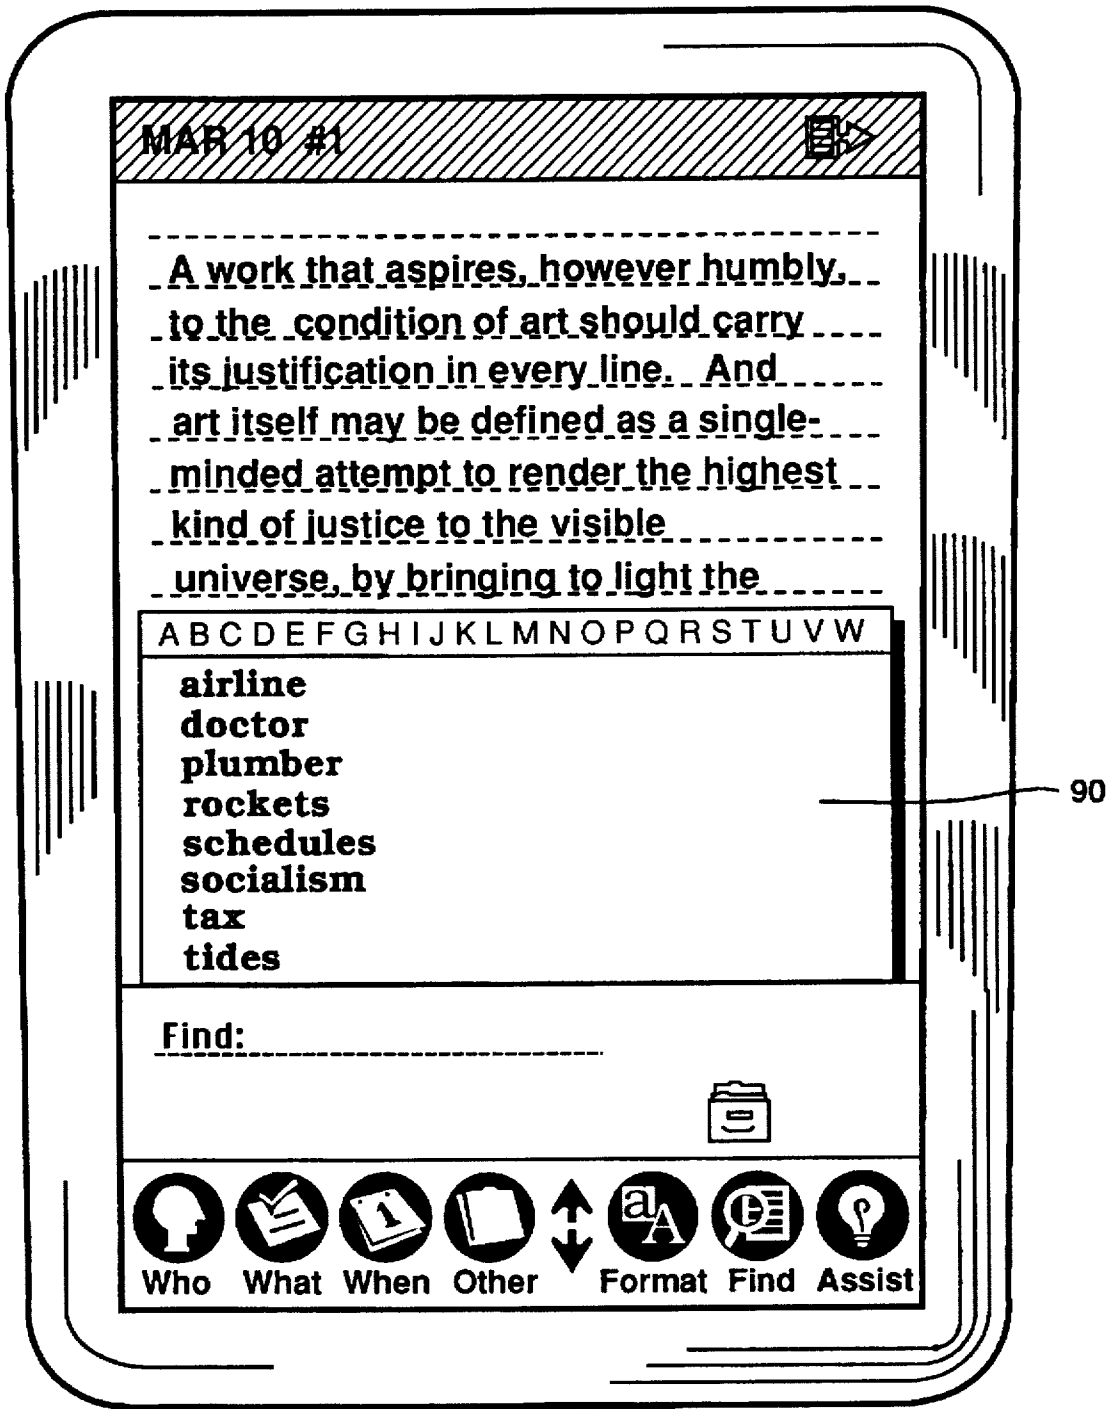 MAR 10 #1
A work that aspires, however humbly,
to the condition of art should carry
its justification in every line. And
art itself may be defined as a single-
minded attempt to render the highest
kind of justice to the visible
universe, by bringing to light the
A B C D E F G H I J K L M N O P Q R S T U V W
airline
doctor
plumber
rockets
schedules
socialism
tax
tides
90
Find:
1
a A
Who What When Other Format Find Assist